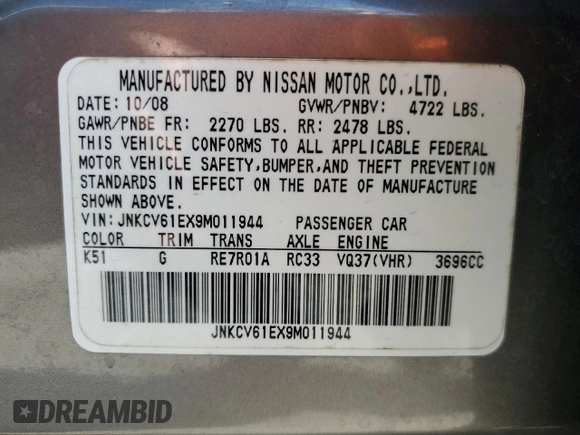 MANUFACTURED BY NISSAN MOTOR CO.,LTD.
DATE: 10/08 GVWR/PNBV: 4722 LBS.
GAWR/PNBE FR: 2270 LBS. RR: 2478 LBS.
THIS VEHICLE CONFORMS TO ALL APPLICABLE FEDERAL
MOTOR VEHICLE SAFETY,BUMPER,AND THEFT PREVENTION
STANDARDS IN EFFECT ON THE DATE OF MANUFACTURE
SHOWN ABOVE.
VIN: JNKCV61EX9M011944 PASSENGER CAR
COLOR TRIM TRANS AXLE ENGINE
K51 G RE7R01A RC33 VQ37(VHR) 3696CC
JNKCV61EX9M011944
DREAMBID